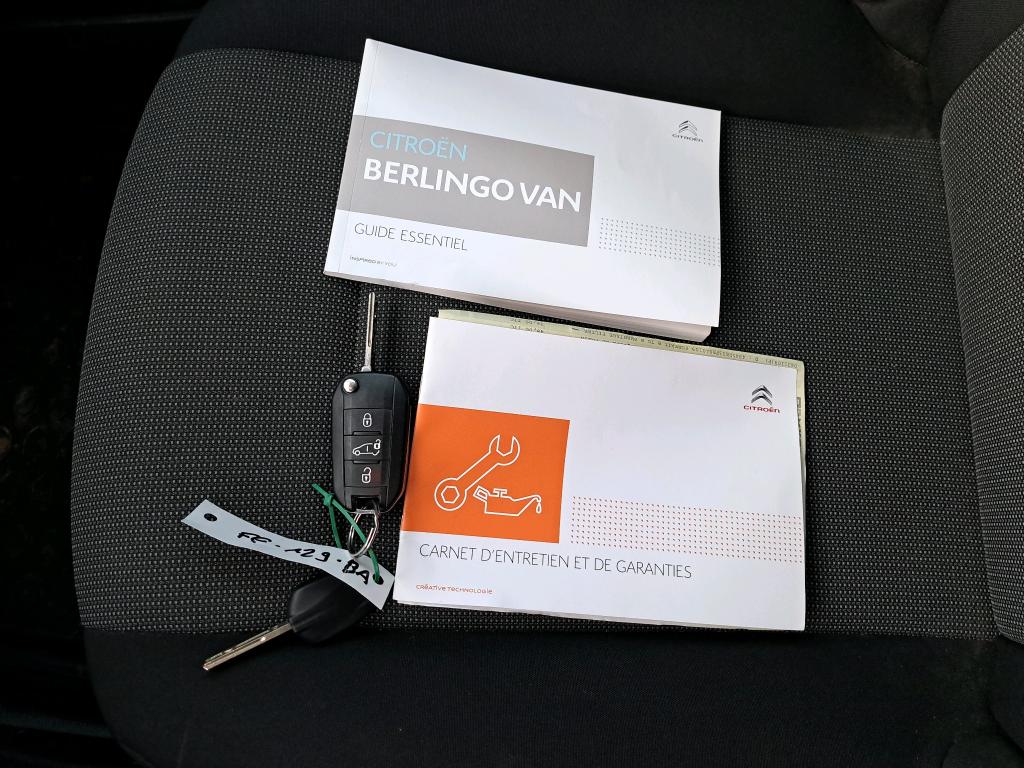 CITROËN
CITROËN
BERLINGO VAN
GUIDE ESSENTIEL
INSPIRED BY YOU
CITROËN
CARNET D'ENTRETIEN ET DE GARANTIES
CRÉATIVE TECHNOLOGIE
FE-129-BA